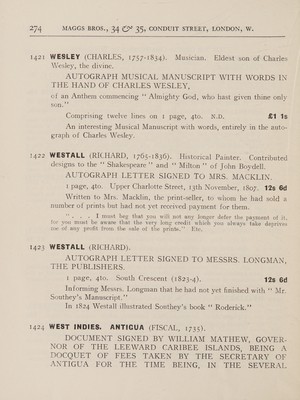 274 MAGGS BROS., 34 & 35, CONDUIT STREET, LONDON, W.
1421 WESLEY (CHARLES, 1757-1834). Musician. Eldest son of Charles
Wesley, the divine.
AUTOGRAPH MUSICAL MANUSCRIPT WITH WORDS IN
THE HAND OF CHARLES WESLEY,
of an Anthem commencing "Almighty God, who hast given thine only
son."
Comprising twelve lines on 1 page, 4to. N.D. £1 1s
An interesting Musical Manuscript with words, entirely in the auto-
graph of Charles Wesley.
1422 WESTALL (RICHARD, 1765-1836). Historical Painter. Contributed
designs to the "Shakespeare" and "Milton" of John Boydell.
AUTOGRAPH LETTER SIGNED TO MRS. MACKLIN.
1 page, 4to. Upper Charlotte Street, 13th November, 1807. 12s 6d
Written to Mrs. Macklin, the print-seller, to whom he had sold a
number of prints but had not yet received payment for them.
". . . I must beg that you will not any longer defer the payment of it,
for you must be aware that the very long credit which you always take deprives
me of any profit from the sale of the prints." Etc.
1423 WESTALL (RICHARD).
AUTOGRAPH LETTER SIGNED TO MESSRS. LONGMAN,
THE PUBLISHERS.
1 page, 4to. South Crescent (1823-4). 12s 6d
Informing Messrs. Longman that he had not yet finished with "Mr.
Southey's Manuscript."
In 1824 Westall illustrated Southey's book "Roderick."
1424 WEST INDIES. ANTIGUA (FISCAL, 1735).
DOCUMENT SIGNED BY WILLIAM MATHEW, GOVER-
NOR OF THE LEEWARD CARIBEE ISLANDS, BEING A
DOCQUET OF FEES TAKEN BY THE SECRETARY OF
ANTIGUA FOR THE TIME BEING, IN THE SEVERAL